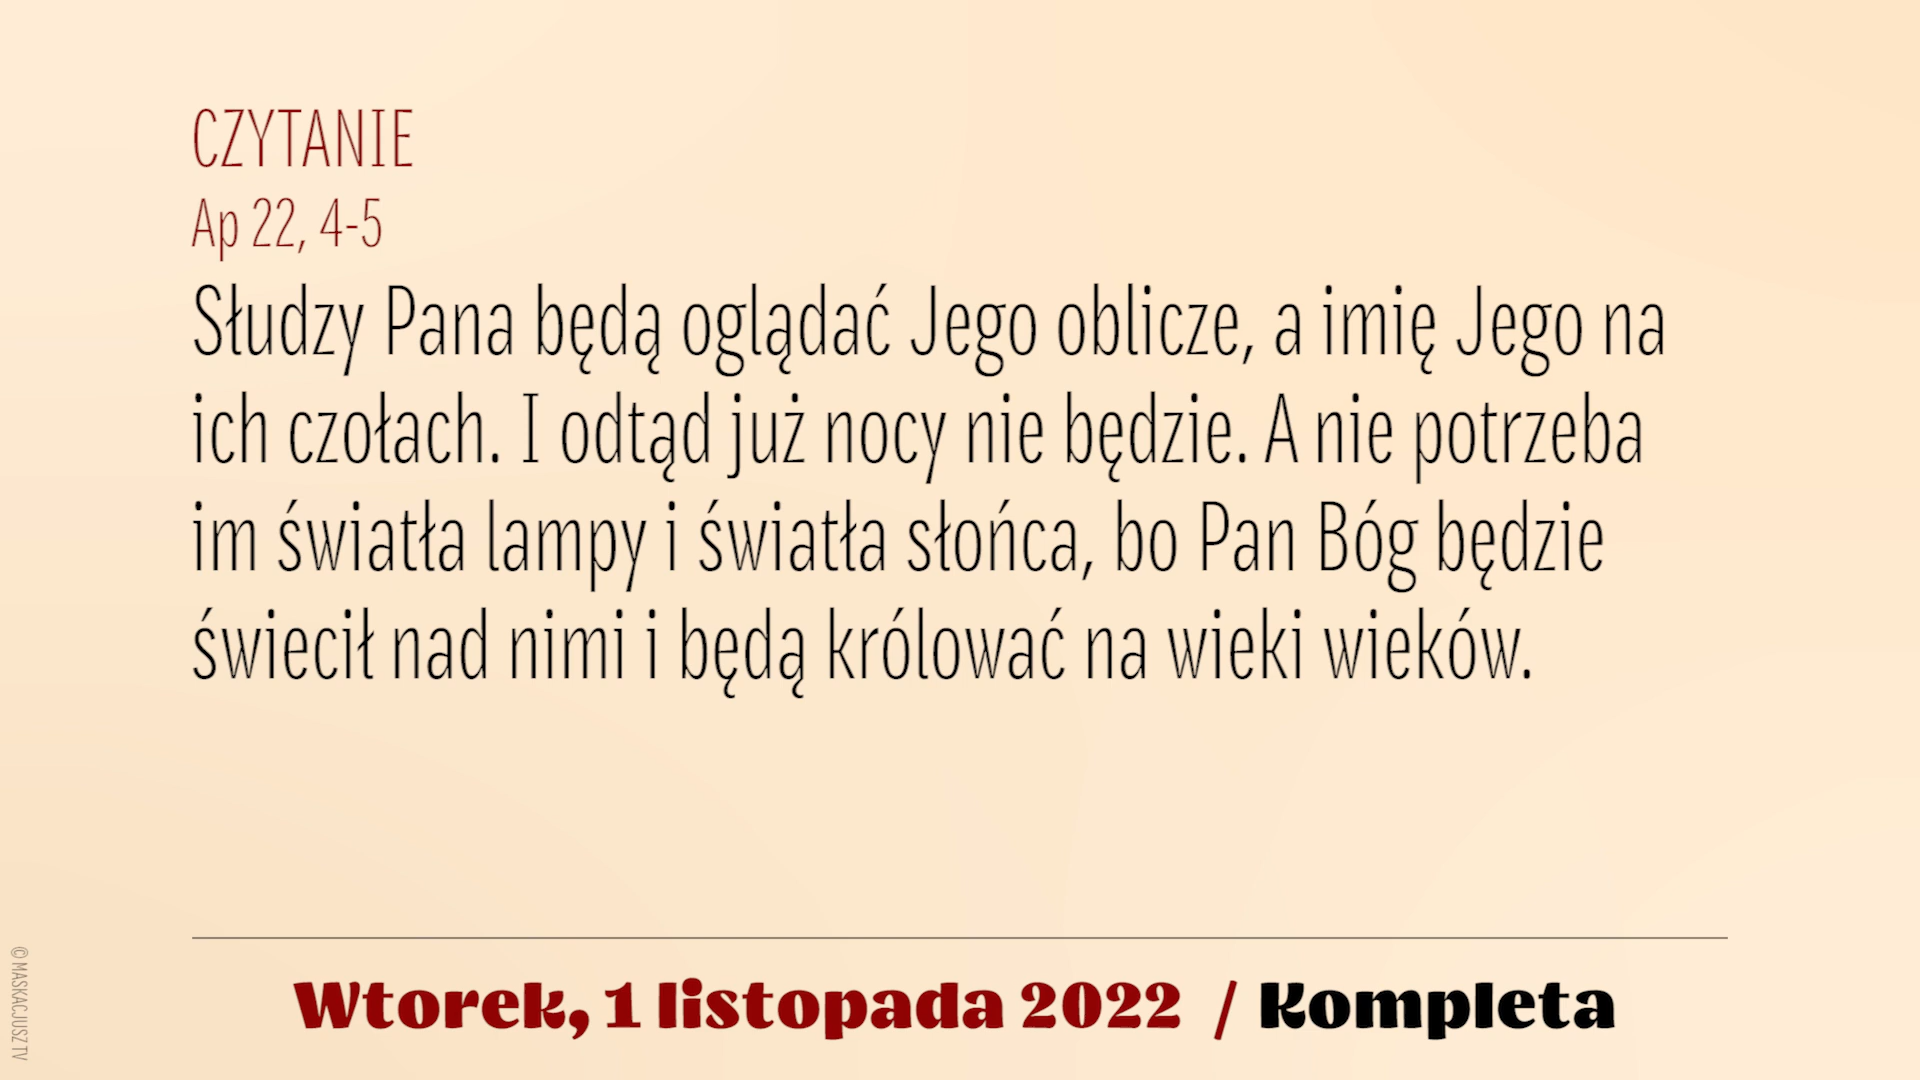 CZYTANIE
Ap 22, 4-5
Słudzy Pana będą oglądać Jego oblicze, a imię Jego na
ich czołach. I odtąd już nocy nie będzie. A nie potrzeba
im światła lampy i światła słońca, bo Pan Bóg będzie
świecił nad nimi i będą królować na wieki wieków.
Wtorek, 1 listopada 2022 / Kompleta
© MASKACJUSZ TV